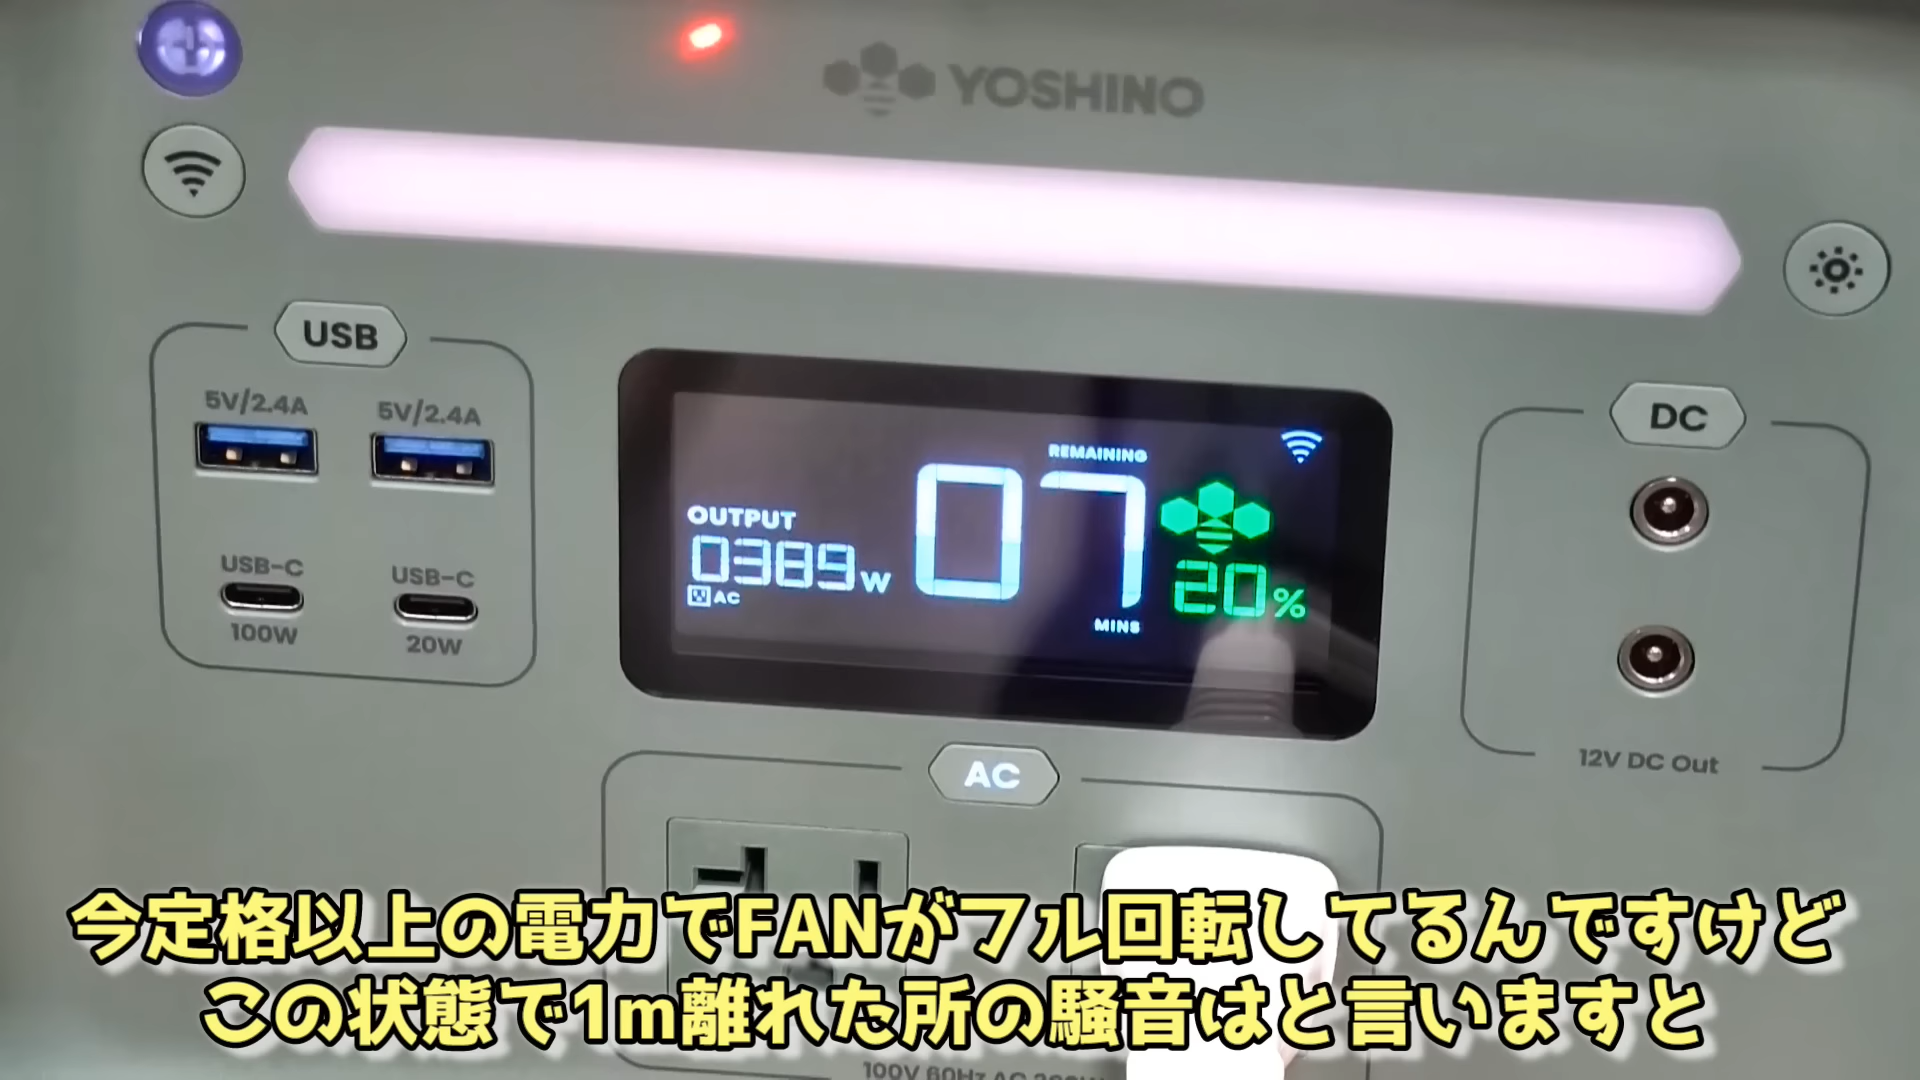 YOSHINO
USB
5V/2.4A
5V/2.4A
USB-C
100W
USB-C
20W
REMAINING
OUTPUT
0389W
AC
07
MINS
20%
DC
12V DC Out
AC
今定格以上の電力でFANがフル回転してるんですけど
この状態で1m離れた所の騒音はと言いますと
100V 60Hz AC